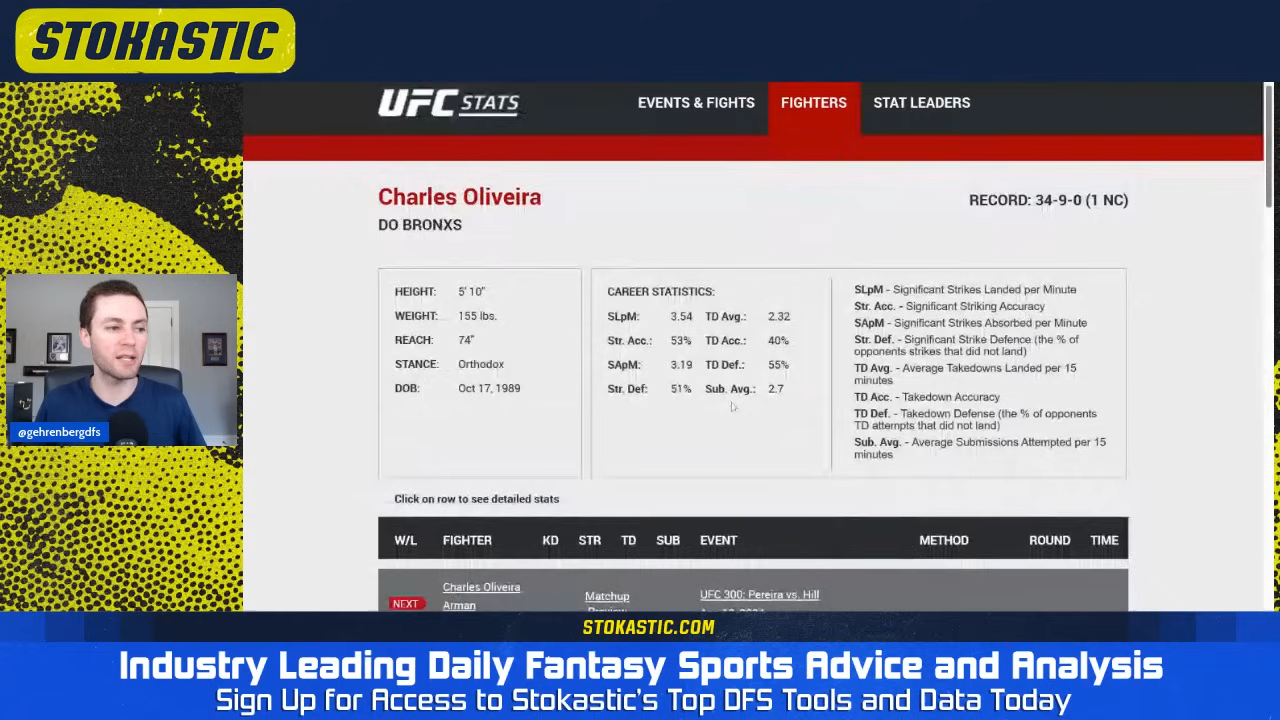 STOKASTIC
UFC STATS
EVENTS & FIGHTS
FIGHTERS
STAT LEADERS
Charles Oliveira
RECORD: 34-9-0 (1 NC)
DO BRONXS
HEIGHT: 5' 10"
WEIGHT: 155 lbs.
REACH: 74"
STANCE: Orthodox
DOB: Oct 17, 1989
CAREER STATISTICS:
SLpM: 3.54 TD Avg.: 2.32
Str. Acc.: 53% TD Acc.: 40%
SApM: 3.19 TD Def.: 55%
Str. Def: 51% Sub. Avg.: 2.7
SLpM - Significant Strikes Landed per Minute
Str. Acc. - Significant Striking Accuracy
SApM - Significant Strikes Absorbed per Minute
Str. Def. - Significant Strike Defence (the % of
opponents strikes that did not land)
TD Avg. - Average Takedowns Landed per 15
minutes
TD Acc. - Takedown Accuracy
TD Def. - Takedown Defense (the % of opponents
TD attempts that did not land)
Sub. Avg. - Average Submissions Attempted per 15
minutes
@gehrenbergdfs
Click on row to see detailed stats
W/L FIGHTER KD STR TD SUB EVENT METHOD ROUND TIME
NEXT
Charles Oliveira
Arman
Matchup
Preview
UFC 300: Pereira vs. Hill
STOKASTIC.COM
Industry Leading Daily Fantasy Sports Advice and Analysis
Sign Up for Access to Stokastic's Top DFS Tools and Data Today